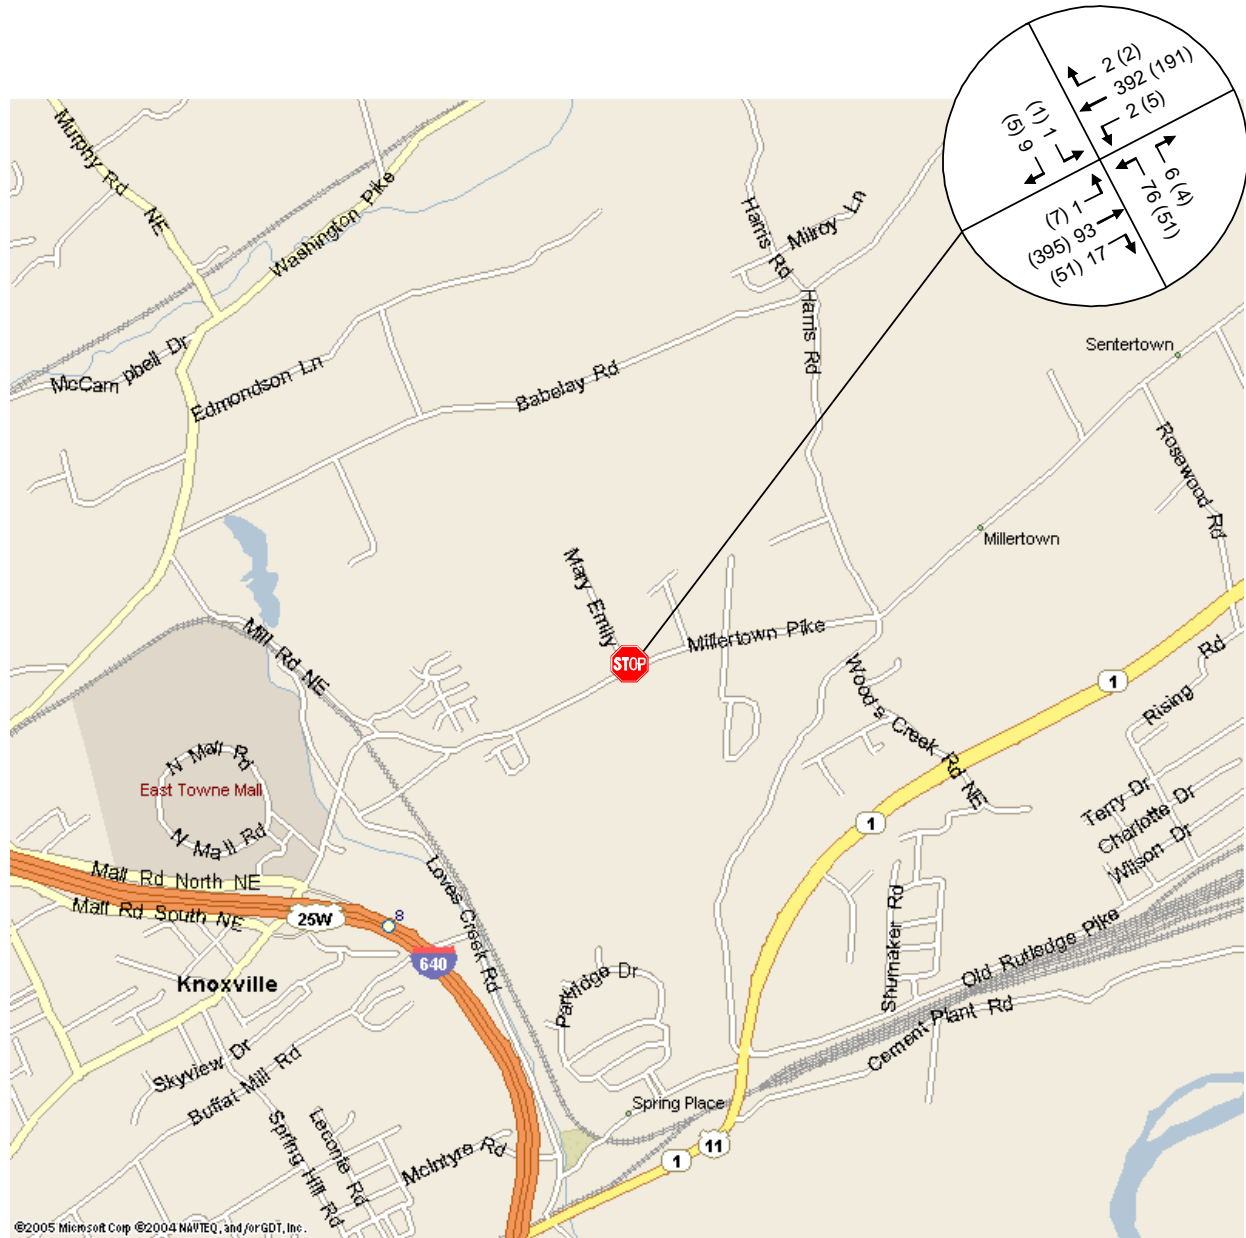 2 (2)
392 (191)
2 (5)
(1) 1
(5) 9
6 (4)
76 (51)
(7) 1
(395) 93
(51) 17
Murphy Rd NE
Washington Pike
Harris Rd
Milroy Ln
Harris Rd
Sentertown
McCampbell Dr
Edmondson Ln
Babelay Rd
Rosewood Rd
Millertown
Mary Emily
STOP
Millertown Pike
Mill Rd NE
Woods Creek Rd NE
Rd
Rising
1
N Mall Rd
East Towne Mall
N Mall Rd
1
Terry Dr
Charlotte Dr
Wilson Dr
Mall Rd North NE
Mall Rd South NE
25W
8
Loves Creek Rd
640
Knoxville
Shumaker Rd
Old Rutledge Pike
Cement Plant Rd
Parkridge Dr
Skyview Dr
Buffat Mill Rd
Spring Place
Spring Hill Rd
Leconte Rd
McIntyre Rd
1
11
©2005 Microsoft Corp ©2004 NAVTEQ, and/or GDT, Inc.